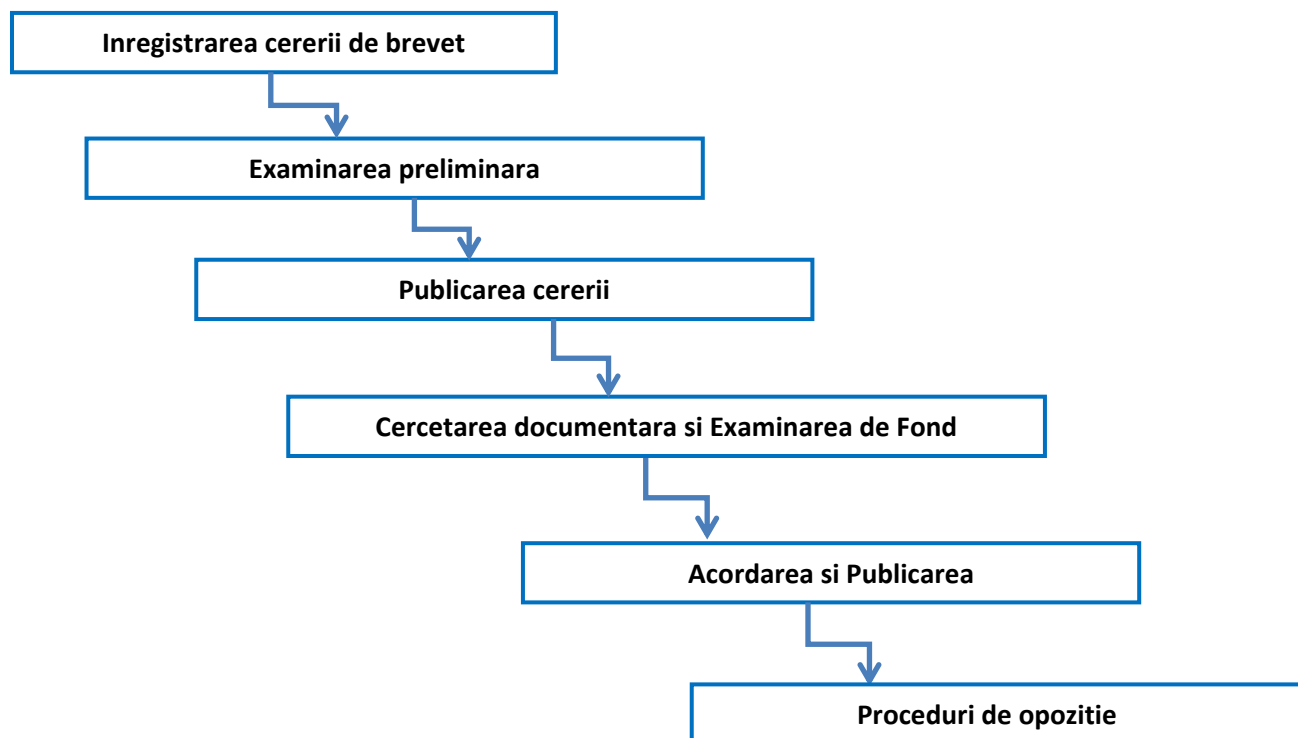 Inregistrarea cererii de brevet
Examinarea preliminara
Publicarea cererii
Cercetarea documentara si Examinarea de Fond
Acordarea si Publicarea
Proceduri de opozitie